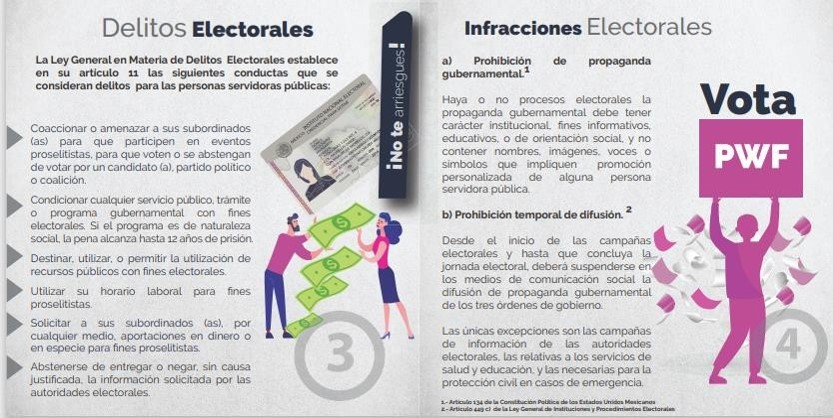 Delitos Electorales
La Ley General en Materia de Delitos Electorales establece
en su artículo 11 las siguientes conductas que se
consideran delitos para las personas servidoras públicas:
Coaccionar o amenazar a sus subordinados
(as) para que participen en eventos
proselitistas, para que voten o se abstengan
de votar por un candidato (a), partido político
o coalición.
Condicionar cualquier servicio público, trámite
o programa gubernamental con fines
electorales. Si el programa es de naturaleza
social, la pena alcanza hasta 12 años de prisión.
Destinar, utilizar, o permitir la utilización de
recursos públicos con fines electorales.
Utilizar su horario laboral para fines
proselitistas.
Solicitar a sus subordinados (as), por
cualquier medio, aportaciones en dinero o
en especie para fines proselitistas.
Abstenerse de entregar o negar, sin causa
justificada, la información solicitada por las
autoridades electorales.
¡No te arriesgues!
INSTITUTO NACIONAL ELECTORAL
3
Infracciones Electorales
a) Prohibición de propaganda
gubernamental.1
Haya o no procesos electorales la
propaganda gubernamental debe tener
carácter institucional, fines informativos,
educativos, o de orientación social, y no
contener nombres, imágenes, voces o
símbolos que impliquen promoción
personalizada de alguna persona
servidora pública.
b) Prohibición temporal de difusión. 2
Desde el inicio de las campañas
electorales y hasta que concluya la
jornada electoral, deberá suspenderse en
los medios de comunicación social la
difusión de propaganda gubernamental
de los tres órdenes de gobierno.
Las únicas excepciones son las campañas
de información de las autoridades
electorales, las relativas a los servicios de
salud y educación, y las necesarias para la
protección civil en casos de emergencia.
1.- Artículo 134 de la Constitución Política de los Estados Unidos Mexicanos
2.- Artículo 449 c) de la Ley General de Instituciones y Procedimientos Electorales
Vota
PWF
4